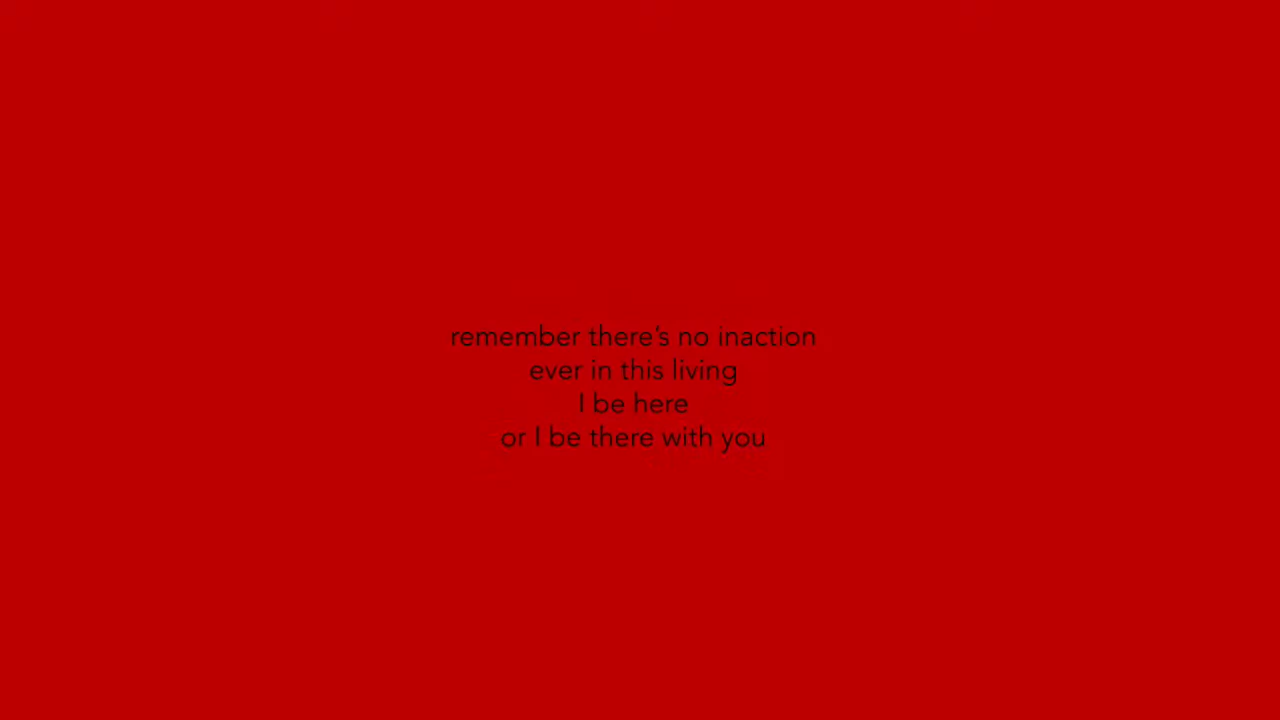 remember there's no inaction
ever in this living
I be here
or I be there with you